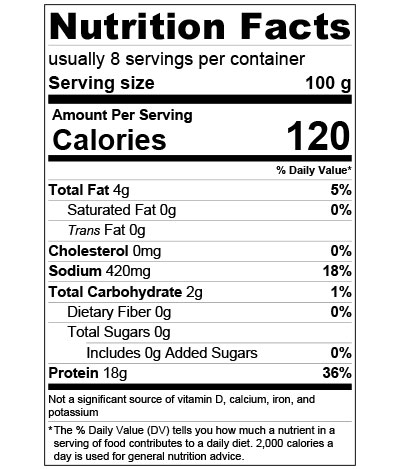 Nutrition Facts
usually 8 servings per container
Serving size 100 g
Amount Per Serving
Calories 120
% Daily Value*
Total Fat 4g 5%
Saturated Fat 0g 0%
Trans Fat 0g
Cholesterol 0mg 0%
Sodium 420mg 18%
Total Carbohydrate 2g 1%
Dietary Fiber 0g 0%
Total Sugars 0g
Includes 0g Added Sugars 0%
Protein 18g 36%
Not a significant source of vitamin D, calcium, iron, and
potassium
*The % Daily Value (DV) tells you how much a nutrient in a
serving of food contributes to a daily diet. 2,000 calories a
day is used for general nutrition advice.